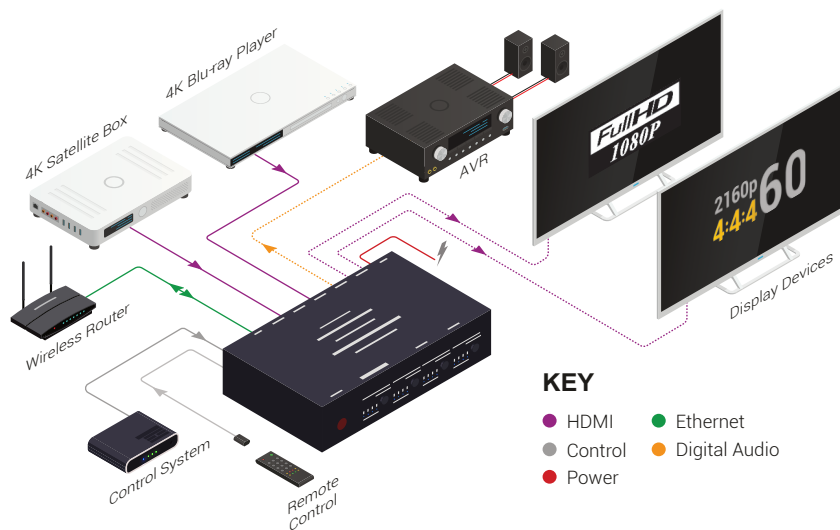 4K Blu-ray Player
4K Satellite Box
AVR
FullHD
1080P
2160p 60
4:4:4
Display Devices
Wireless Router
Control System
Remote
Control
KEY
HDMI
Ethernet
Control
Digital Audio
Power